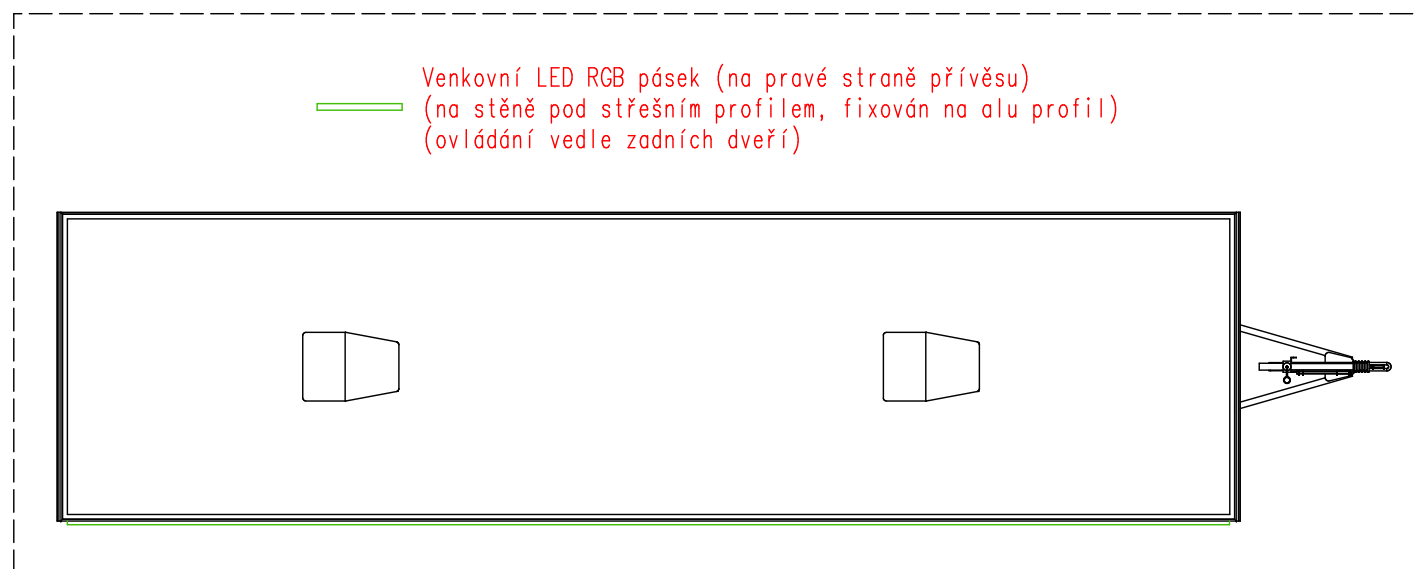 Venkovní LED RGB pásek (na pravé straně přívěsu)
(na stěně pod střešním profilem, fixován na alu profil)
(ovládání vedle zadních dveří)